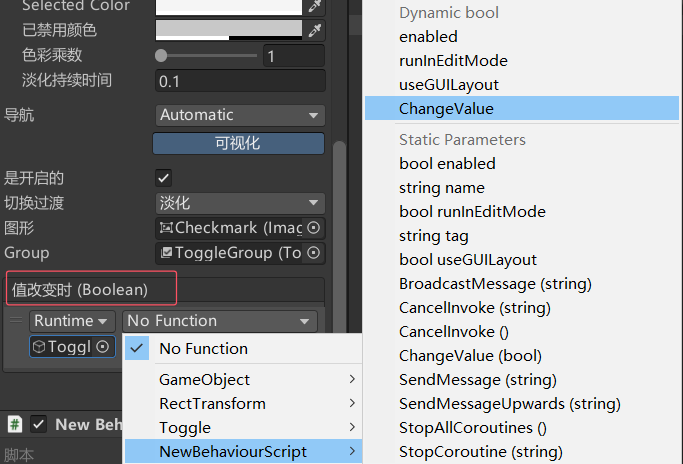 Selected Color
已禁用颜色
色彩乘数 1
淡化持续时间 0.1
导航 Automatic
可视化
是开启的
切换过渡 淡化
图形 Checkmark (Imag
Group ToggleGroup (To
值改变时 (Boolean)
Runtime No Function
Toggl
No Function
GameObject
RectTransform
Toggle
NewBehaviourScript
# New Beh
脚本
Dynamic bool
enabled
runInEditMode
useGUILayout
ChangeValue
Static Parameters
bool enabled
string name
bool runInEditMode
string tag
bool useGUILayout
BroadcastMessage (string)
CancelInvoke (string)
CancelInvoke ()
ChangeValue (bool)
SendMessage (string)
SendMessageUpwards (string)
StopAllCoroutines ()
StopCoroutine (string)